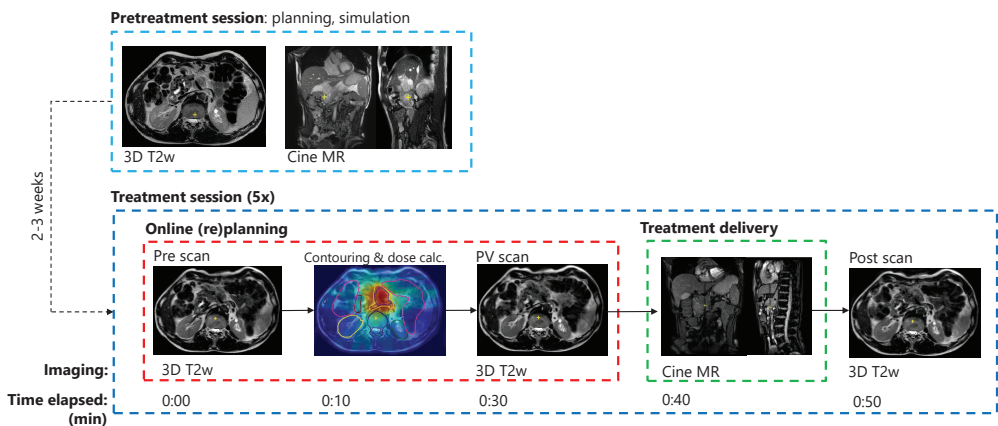 Pretreatment session: planning, simulation
3D T2w
Cine MR
2-3 weeks
Treatment session (5x)
Online (re)planning
Treatment delivery
Pre scan
Contouring & dose calc.
PV scan
Post scan
Imaging:
3D T2w
3D T2w
Cine MR
3D T2w
Time elapsed:
(min)
0:00
0:10
0:30
0:40
0:50